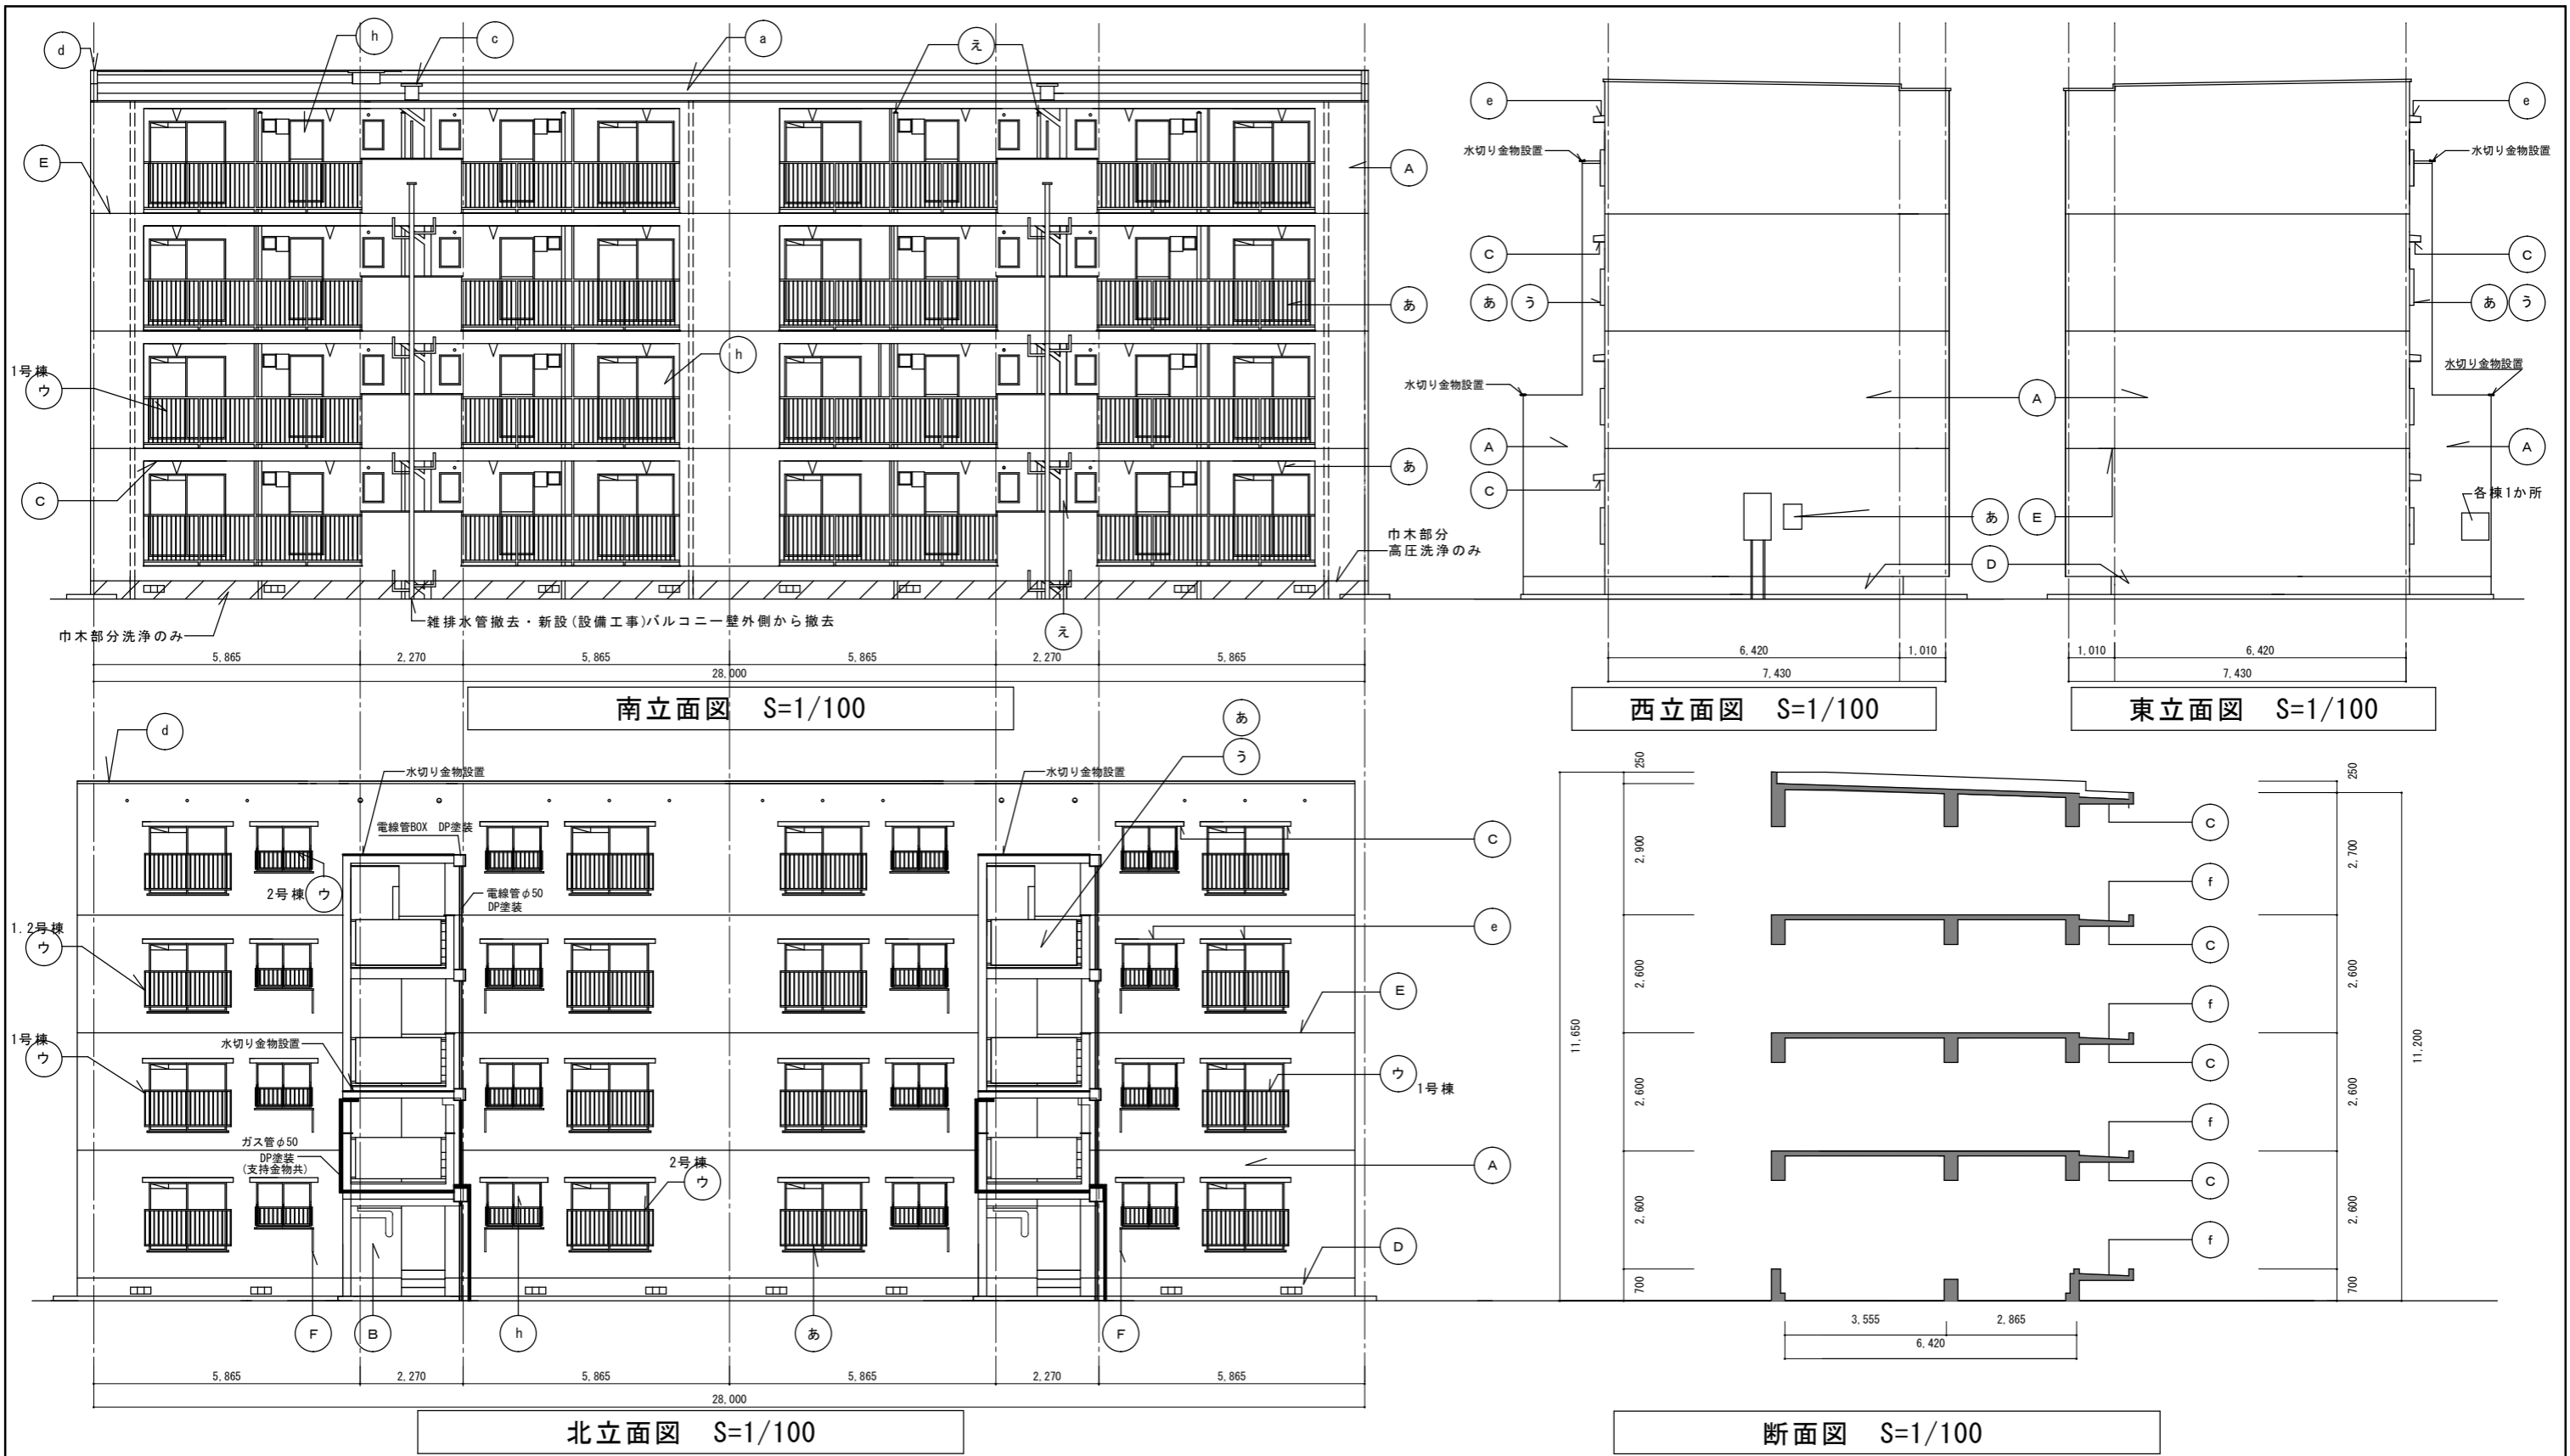 d
h
c
a
え
E
A
あ
1号棟
ウ
h
C
あ
巾木部分
高圧洗浄のみ
巾木部分洗浄のみ
雑排水管撤去・新設(設備工事)バルコニー壁外側から撤去
え
5,865
2,270
5,865
5,865
2,270
5,865
28,000
南立面図 S=1/100
e
水切り金物設置
C
あ
う
水切り金物設置
A
C
A
あ
E
D
6,420
1,010
7,430
西立面図 S=1/100
e
水切り金物設置
C
あ
う
水切り金物設置
A
各棟1か所
1,010
6,420
7,430
東立面図 S=1/100
d
水切り金物設置
あ
う
水切り金物設置
電線管BOX DP塗装
C
2号棟
ウ
電線管φ50
DP塗装
1.2号棟
ウ
e
E
1号棟
ウ
水切り金物設置
ウ
1号棟
ガス管φ50
DP塗装
(支持金物共)
2号棟
ウ
A
D
F
B
h
あ
F
5,865
2,270
5,865
5,865
2,270
5,865
28,000
北立面図 S=1/100
250
2,900
2,600
2,600
2,600
700
11,650
C
f
C
f
C
f
C
f
250
2,700
2,600
2,600
2,600
700
11,200
3,555
2,865
6,420
断面図 S=1/100